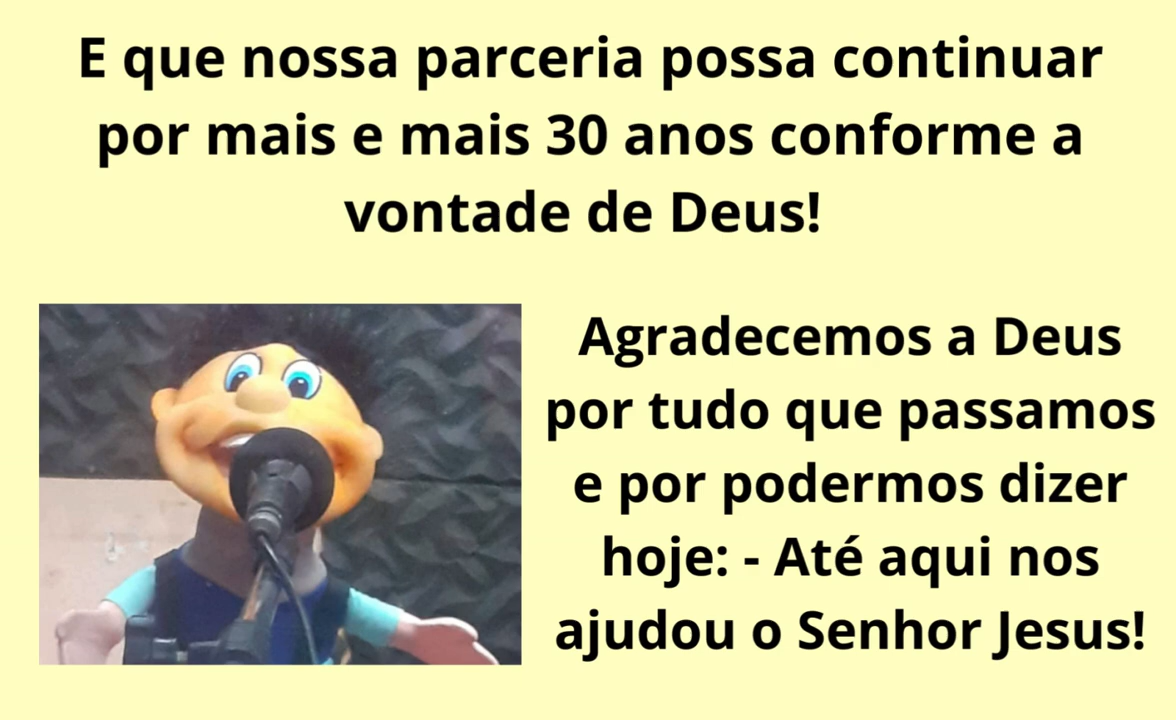 E que nossa parceria possa continuar
por mais e mais 30 anos conforme a
vontade de Deus!
Agradecemos a Deus
por tudo que passamos
e por podermos dizer
hoje: - Até aqui nos
ajudou o Senhor Jesus!